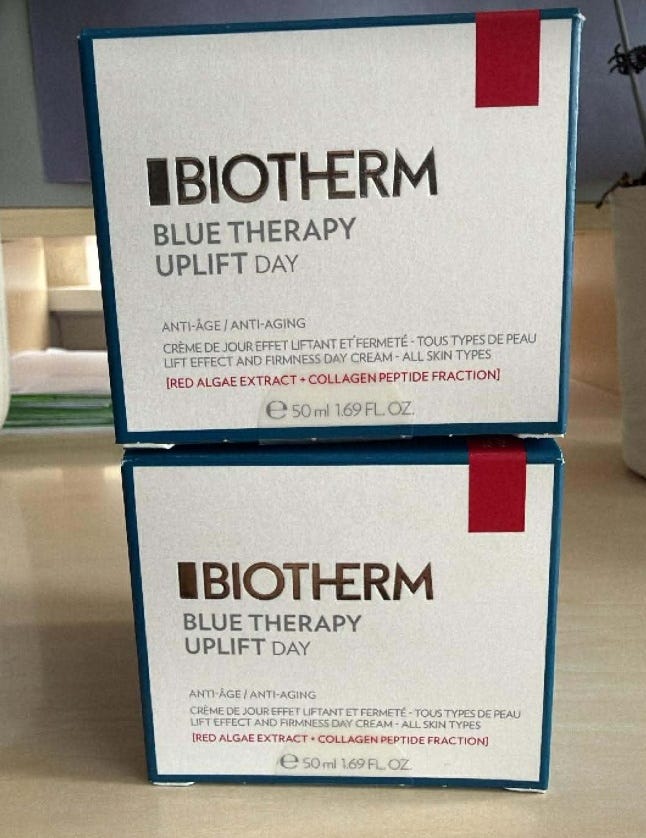 BIOTHERM
BLUE THERAPY
UPLIFT DAY
ANTI-ÂGE / ANTI-AGING
CRÈME DE JOUR EFFET LIFTANT ET FERMETÉ - TOUS TYPES DE PEAU
LIFT EFFECT AND FIRMNESS DAY CREAM - ALL SKIN TYPES
[RED ALGAE EXTRACT + COLLAGEN PEPTIDE FRACTION]
℮ 50 ml 1.69 FL. OZ.
BIOTHERM
BLUE THERAPY
UPLIFT DAY
ANTI-ÂGE / ANTI-AGING
CRÈME DE JOUR EFFET LIFTANT ET FERMETÉ - TOUS TYPES DE PEAU
LIFT EFFECT AND FIRMNESS DAY CREAM - ALL SKIN TYPES
[RED ALGAE EXTRACT + COLLAGEN PEPTIDE FRACTION]
℮ 50 ml 1.69 FL. OZ.